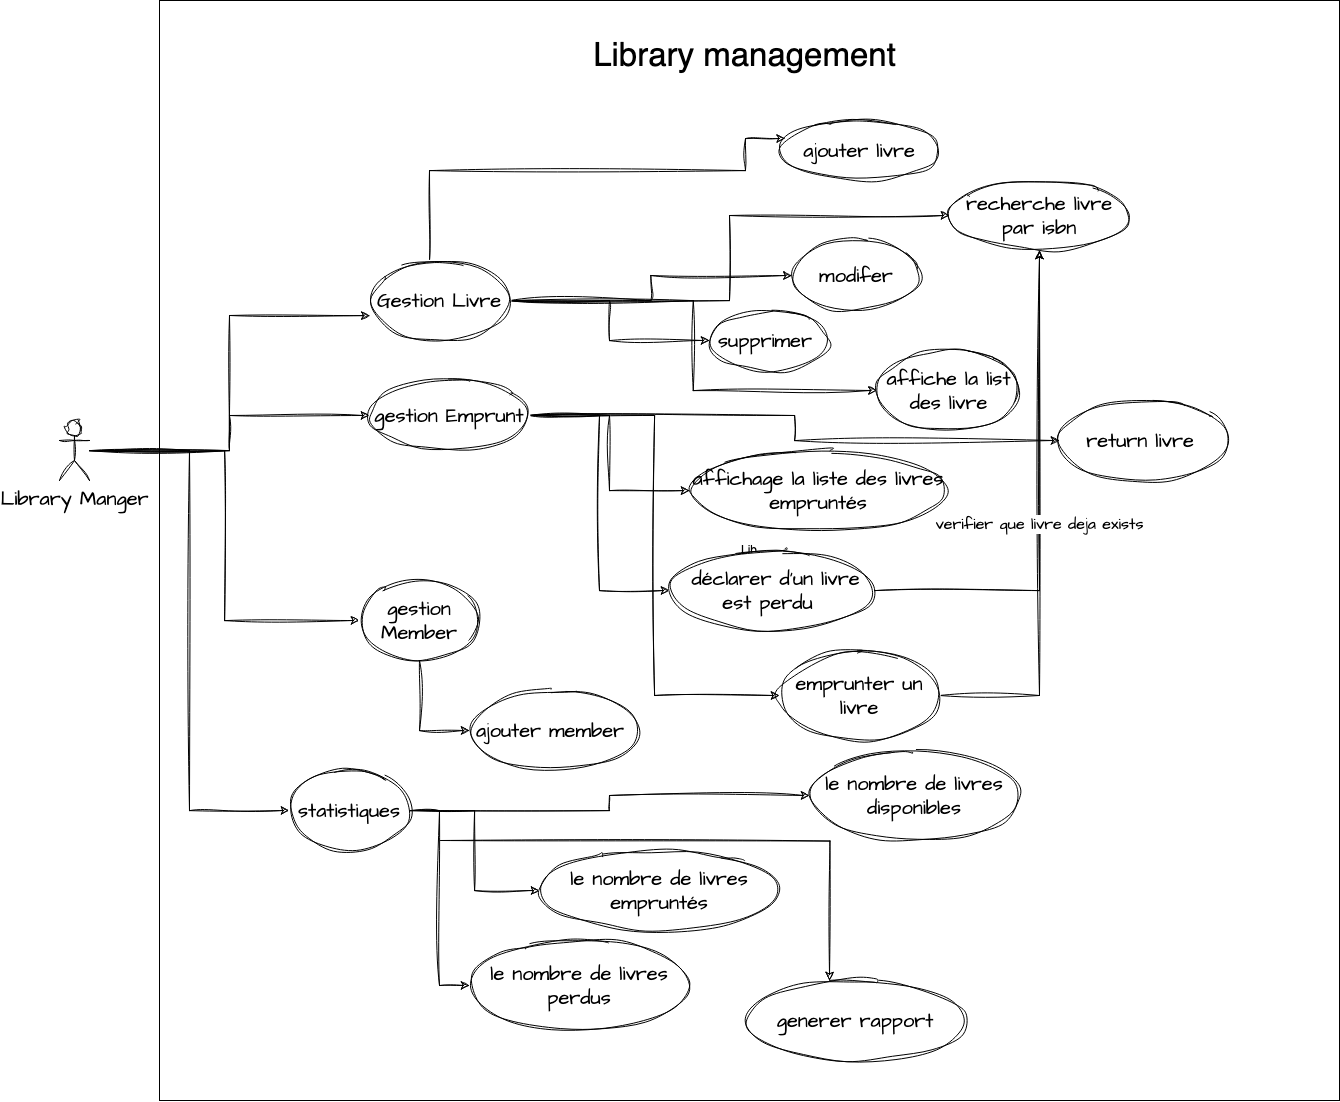 Library management
ajouter livre
recherche livre
par isbn
modifer
Gestion Livre
supprimer
affiche la list
des livre
gestion Emprunt
return livre
affichage la liste des livres
empruntés
Library Manger
verifier que livre deja exists
Lib
déclarer d'un livre
est perdu
gestion
Member
emprunter un
livre
ajouter member
le nombre de livres
disponibles
statistiques
le nombre de livres
empruntés
le nombre de livres
perdus
generer rapport